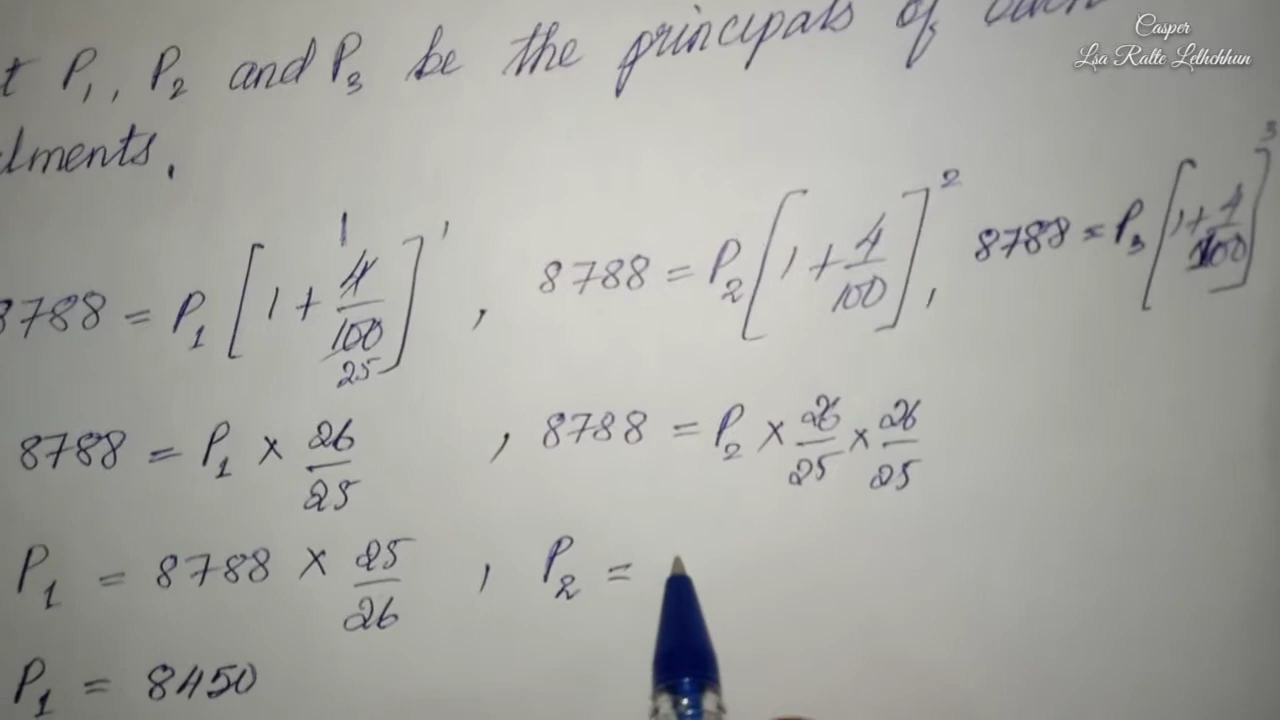 Casper
Lsa Ralte Lelhchhun
P₁, P₂ and P₃ be the principals of
8788 = P₁ [1 + 4/100]¹ , 8788 = P₂ [1 + 4/100]² , 8788 = P₃ [1 + 4/100]³
1
25
8788 = P₁ × 26/25 , 8788 = P₂ × 26/25 × 26/25
P₁ = 8788 × 25/26 , P₂ =
P₁ = 8450